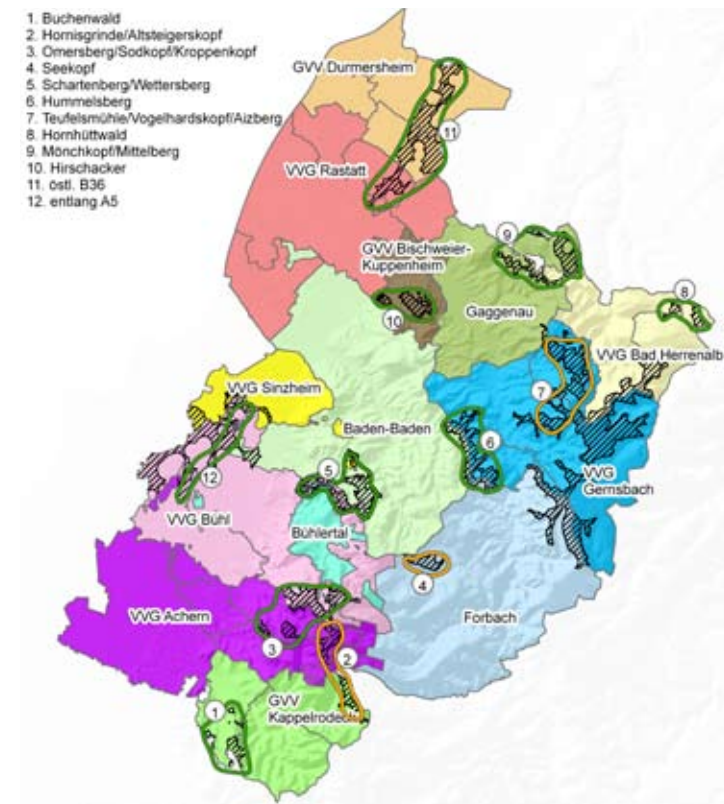 1. Buchenwald
2. Hornisgrinde/Altsteigerskopf
3. Omersberg/Sodkopf/Kroppenkopf
4. Seekopf
5. Schartenberg/Wettersberg
6. Hummelsberg
7. Teufelsmühle/Vogelhardskopf/Aizberg
8. Hornhüttwald
9. Mönchkopf/Mittelberg
10. Hirschacker
11. östl. B36
12. entlang A5
GVV Durmersheim
11
VVG Rastatt
9
GVV Bischweier-
Kuppenheim
8
10
Gaggenau
VVG Bad Herrenalb
VVG Sinzheim
7
Baden-Baden
6
12
5
VVG
Gernsbach
VVG Bühl
Bühlertal
4
VVG Achern
Forbach
3
2
1
GVV
Kappelrodeck